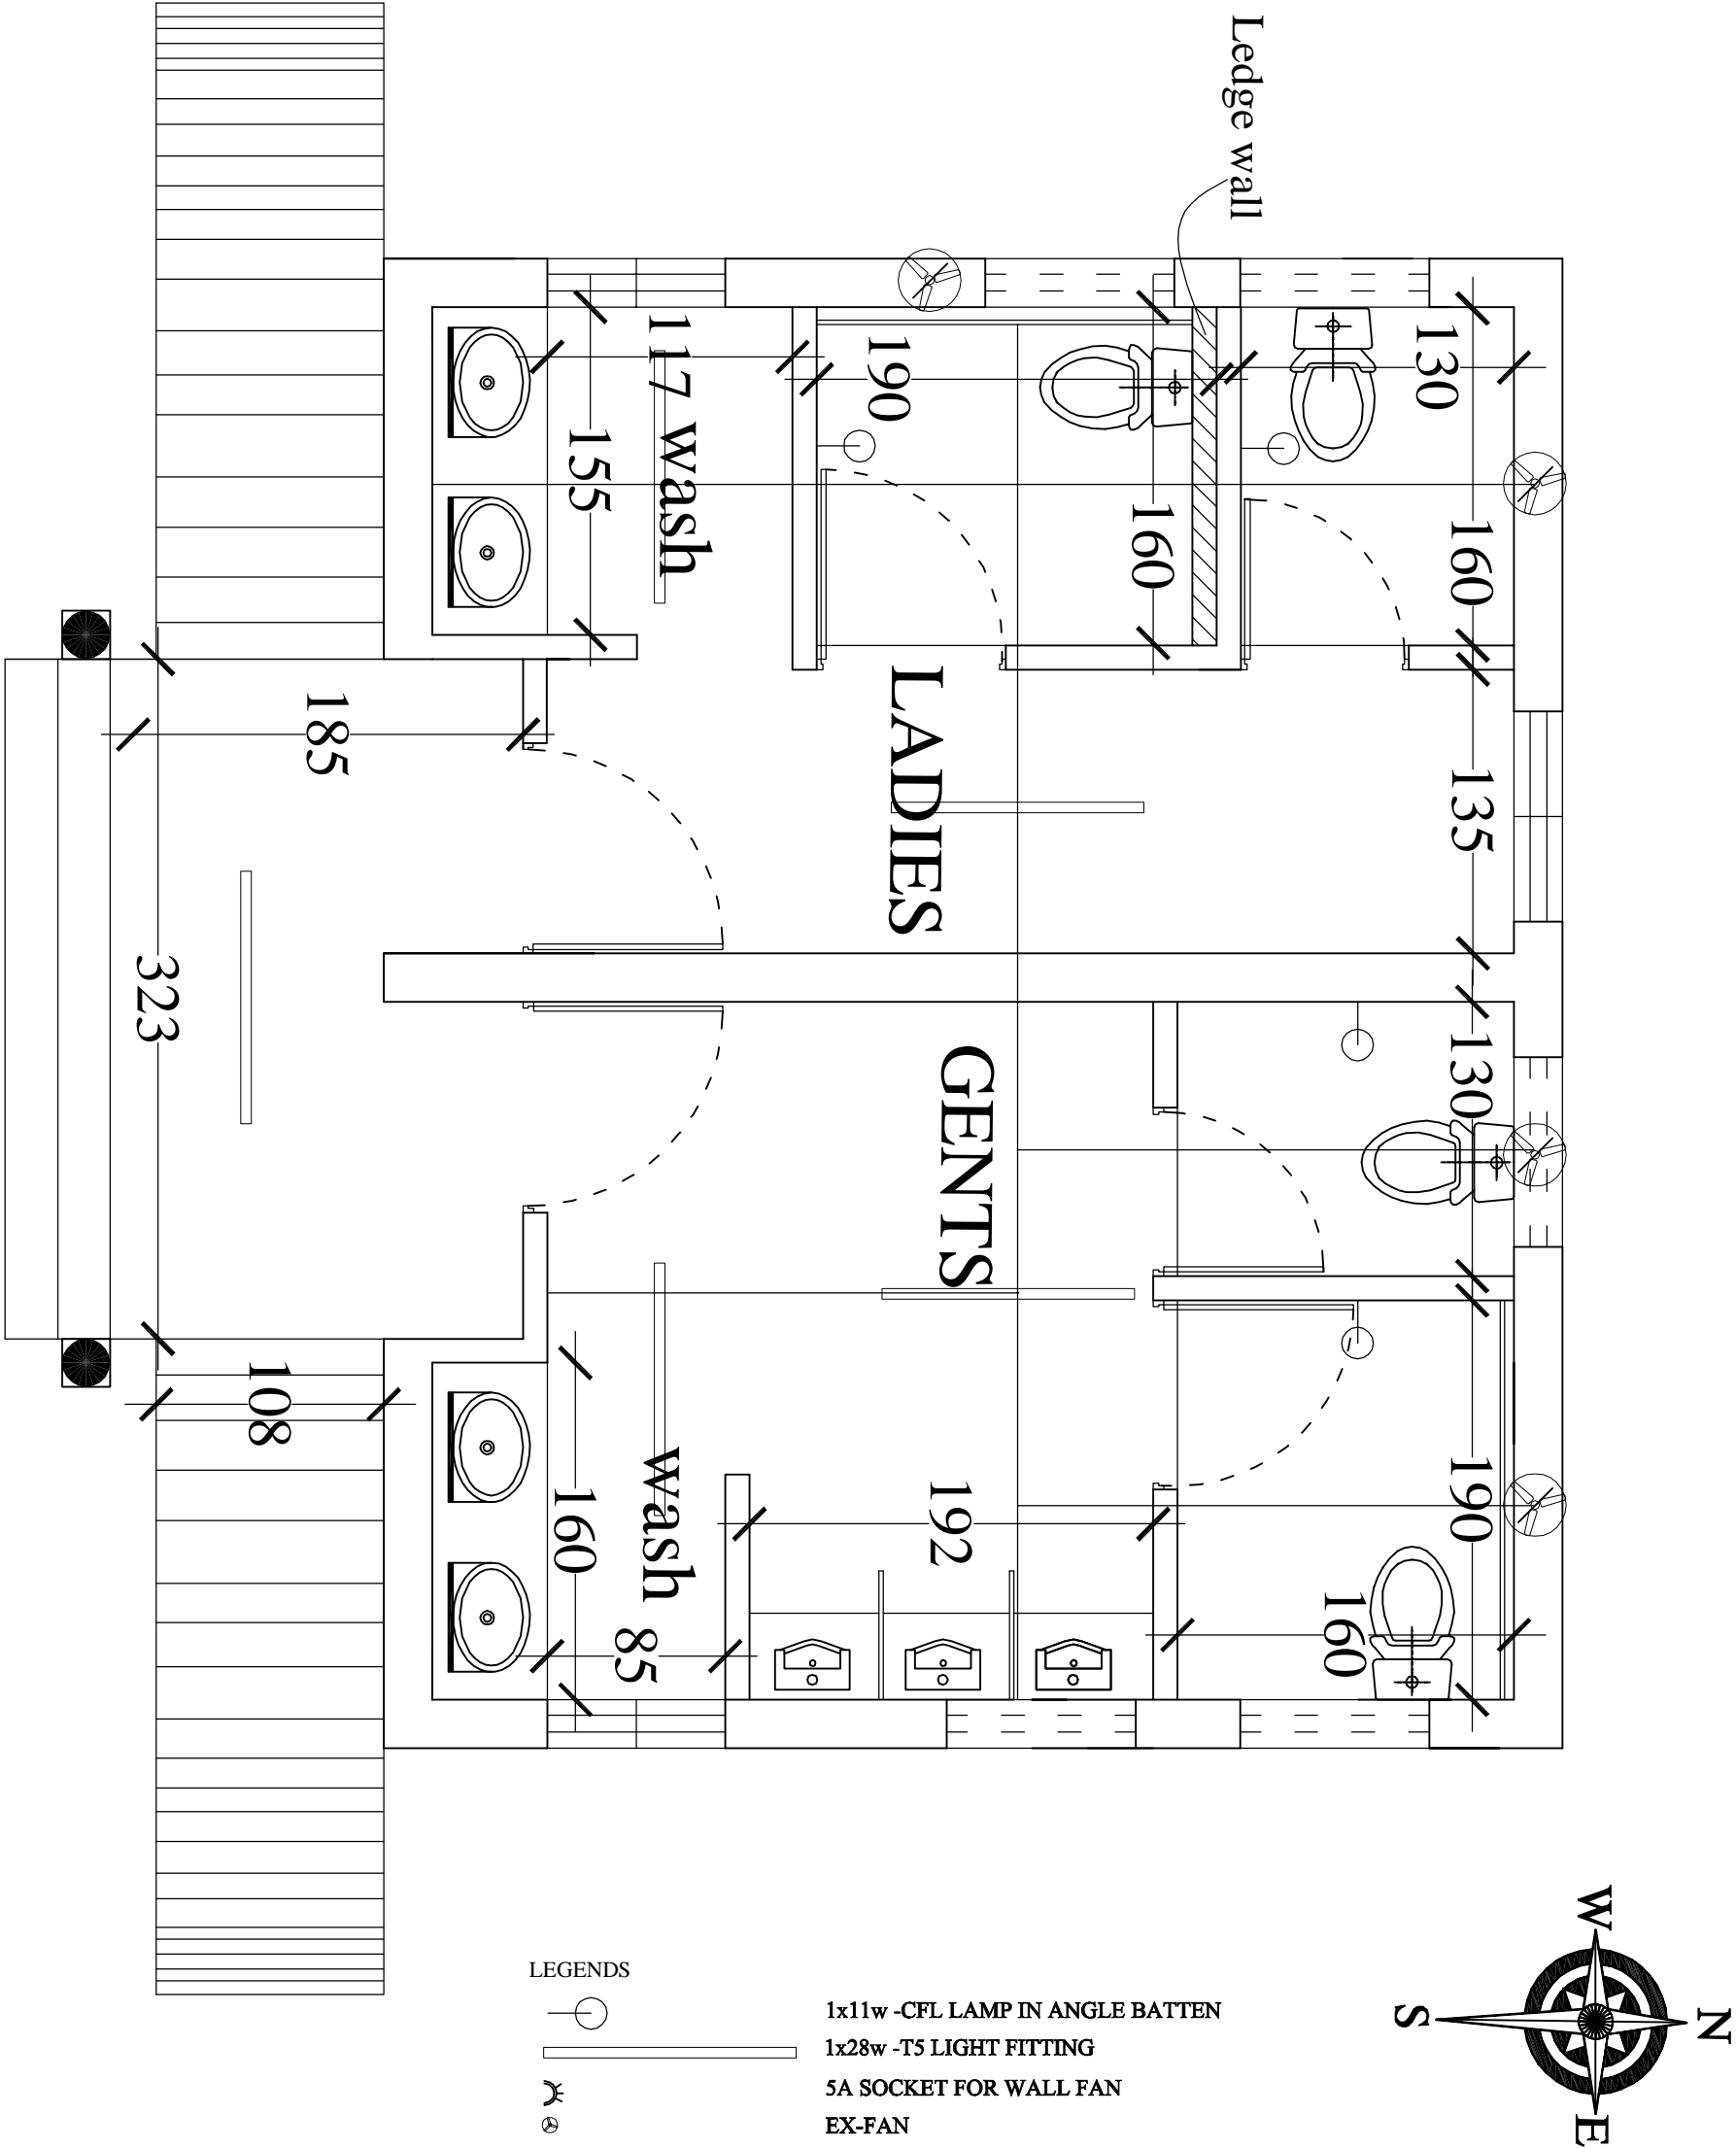 Ledge wall
130
117 wash
190
155
160
160
LADIES
185
135
323
GENTS
130
108
wash
160
192
190
85
160
W
N
S
E
LEGENDS
1x11w -CFL LAMP IN ANGLE BATTEN
1x28w -T5 LIGHT FITTING
5A SOCKET FOR WALL FAN
EX-FAN